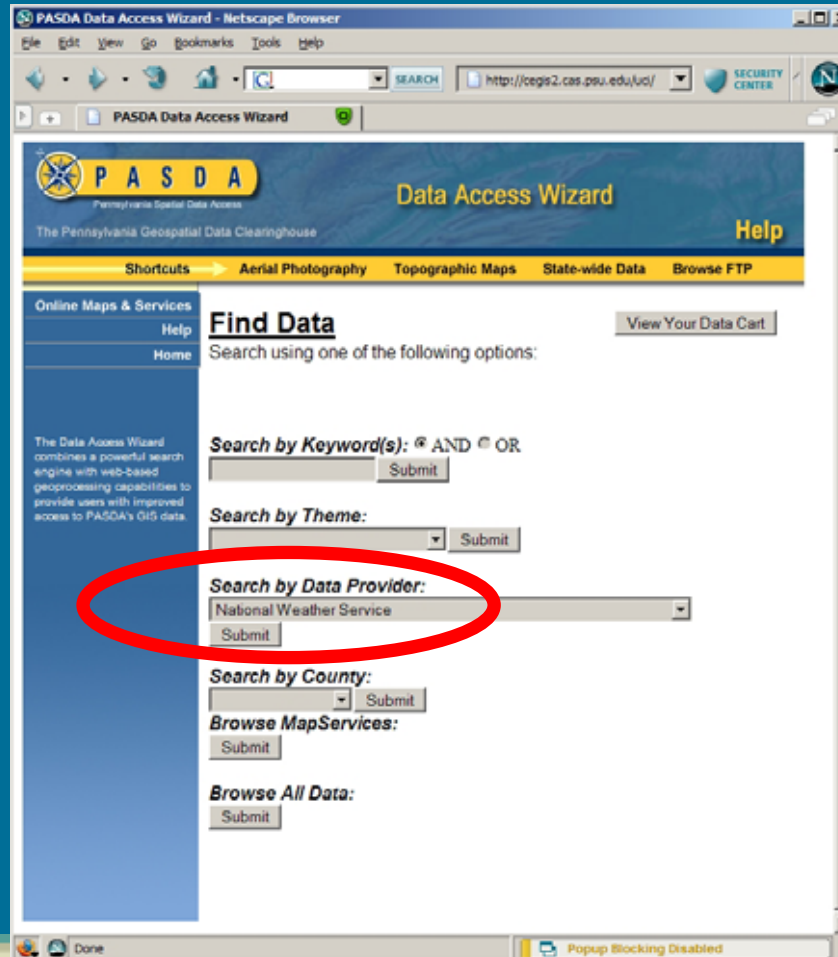 PASDA Data Access Wizard - Netscape Browser
File Edit View Go Bookmarks Tools Help
SEARCH http://cegis2.cas.psu.edu/uci/ SECURITY CENTER
PASDA Data Access Wizard
PASDA
Pennsylvania Spatial Data Access
The Pennsylvania Geospatial Data Clearinghouse
Data Access Wizard
Help
Shortcuts Aerial Photography Topographic Maps State-wide Data Browse FTP
Online Maps & Services
Help
Home
The Data Access Wizard
combines a powerful search
engine with web-based
geoprocessing capabilities to
provide users with improved
access to PASDA's GIS data.
Find Data
View Your Data Cart
Search using one of the following options:
Search by Keyword(s): AND OR
Submit
Search by Theme:
Submit
Search by Data Provider:
National Weather Service
Submit
Search by County:
Submit
Browse MapServices:
Submit
Browse All Data:
Submit
Done
Popup Blocking Disabled